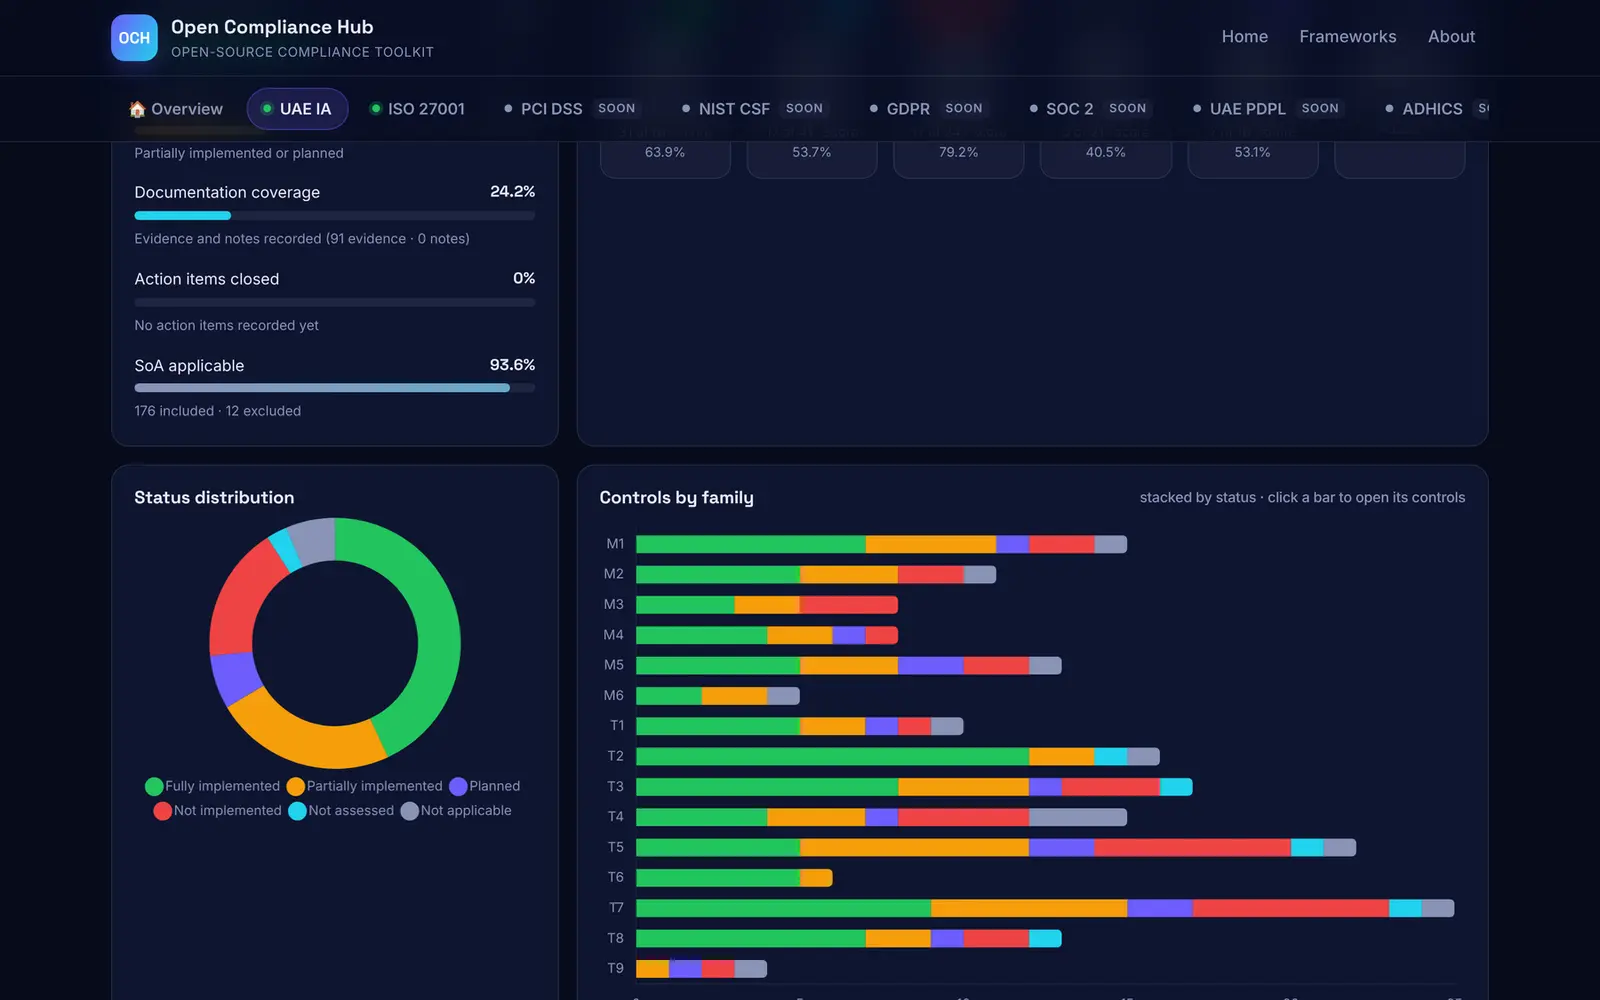 OCH
Open Compliance Hub
OPEN-SOURCE COMPLIANCE TOOLKIT
Home
Frameworks
About
Overview
UAE IA
ISO 27001
PCI DSS SOON
NIST CSF SOON
GDPR SOON
SOC 2 SOON
UAE PDPL SOON
ADHICS
Partially implemented or planned
63.9%
53.7%
79.2%
40.5%
53.1%
Documentation coverage 24.2%
Evidence and notes recorded (91 evidence · 0 notes)
Action items closed 0%
No action items recorded yet
SoA applicable 93.6%
176 included · 12 excluded
Status distribution
Fully implemented Partially implemented Planned
Not implemented Not assessed Not applicable
Controls by family
stacked by status · click a bar to open its controls
M1
M2
M3
M4
M5
M6
T1
T2
T3
T4
T5
T6
T7
T8
T9